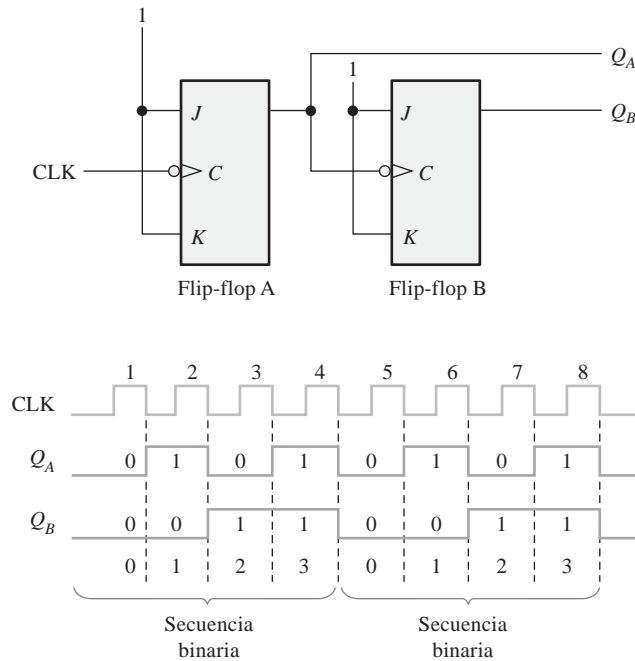 1
Q_A
1
J
J
Q_B
CLK
C
C
K
K
Flip-flop A
Flip-flop B
1 2 3 4 5 6 7 8
CLK
Q_A 0 1 0 1 0 1 0 1
Q_B 0 0 1 1 0 0 1 1
0 1 2 3 0 1 2 3
Secuencia
binaria
Secuencia
binaria